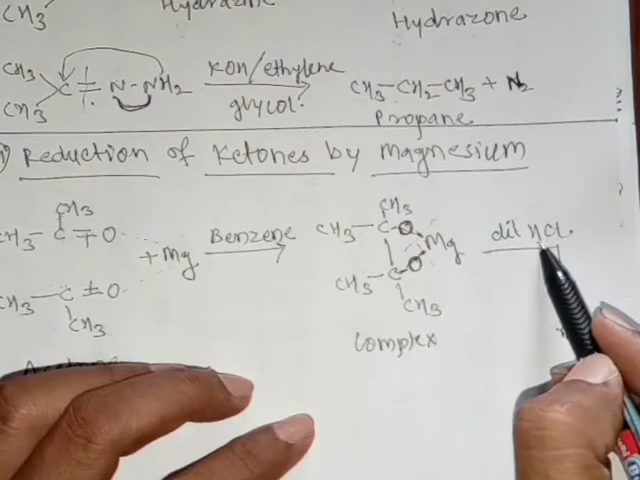 CH3
Hydrazine
Hydrazone
CH3
CH3
C = N - NH2
KOH/ethylene
glycol.
CH3-CH2-CH3 + N2
Propane
Reduction of Ketones by Magnesium
CH3
CH3-C=O
+ Mg
Benzene
CH3
CH3-C-O
Mg
dil HCl.
CH3-C=O
CH3
CH3-C-O
CH3
Complex